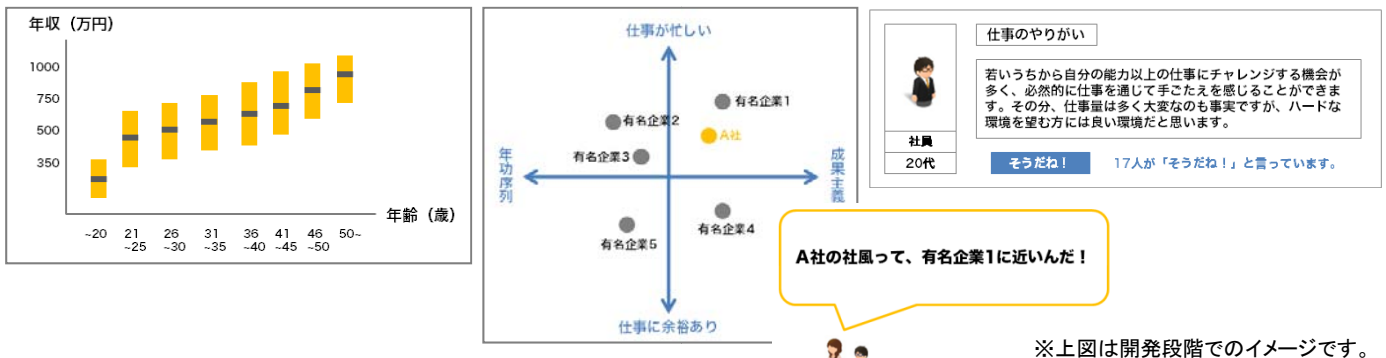 年収（万円）
1000
750
500
350
~20
21
~25
26
~30
31
~35
36
~40
41
~45
46
~50
50~
年齢（歳）
仕事が忙しい
有名企業1
有名企業2
A社
有名企業3
年功序列
成果主義
有名企業4
有名企業5
仕事に余裕あり
仕事のやりがい
若いうちから自分の能力以上の仕事にチャレンジする機会が
多く、必然的に仕事を通じて手ごたえを感じることができま
す。その分、仕事量は多く大変なのも事実ですが、ハードな
環境を望む方には良い環境だと思います。
社員
20代
そうだね！
17人が「そうだね！」と言っています。
A社の社風って、有名企業1に近いんだ！
※上図は開発段階でのイメージです。